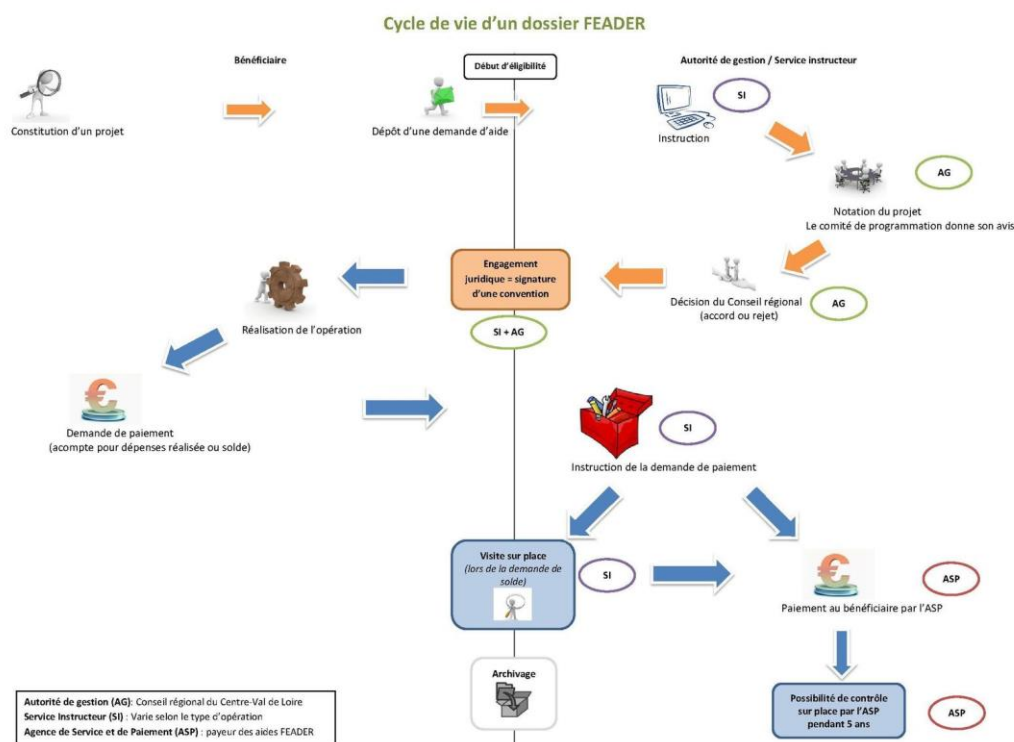 Cycle de vie d'un dossier FEADER
Bénéficiaire
Début d'éligibilité
Autorité de gestion / Service instructeur
Constitution d'un projet
Dépôt d'une demande d'aide
SI
Instruction
AG
Notation du projet
Le comité de programmation donne son avis
Engagement
juridique = signature
d'une convention
SI + AG
Décision du Conseil régional
(accord ou rejet)
AG
Réalisation de l'opération
Demande de paiement
(acompte pour dépenses réalisée ou solde)
SI
Instruction de la demande de paiement
Visite sur place
(lors de la demande de
solde)
SI
ASP
Paiement au bénéficiaire par l'ASP
Archivage
Possibilité de contrôle
sur place par l'ASP
pendant 5 ans
ASP
Autorité de gestion (AG): Conseil régional du Centre-Val de Loire
Service Instructeur (SI) : Varie selon le type d'opération
Agence de Service et de Paiement (ASP) : payeur des aides FEADER